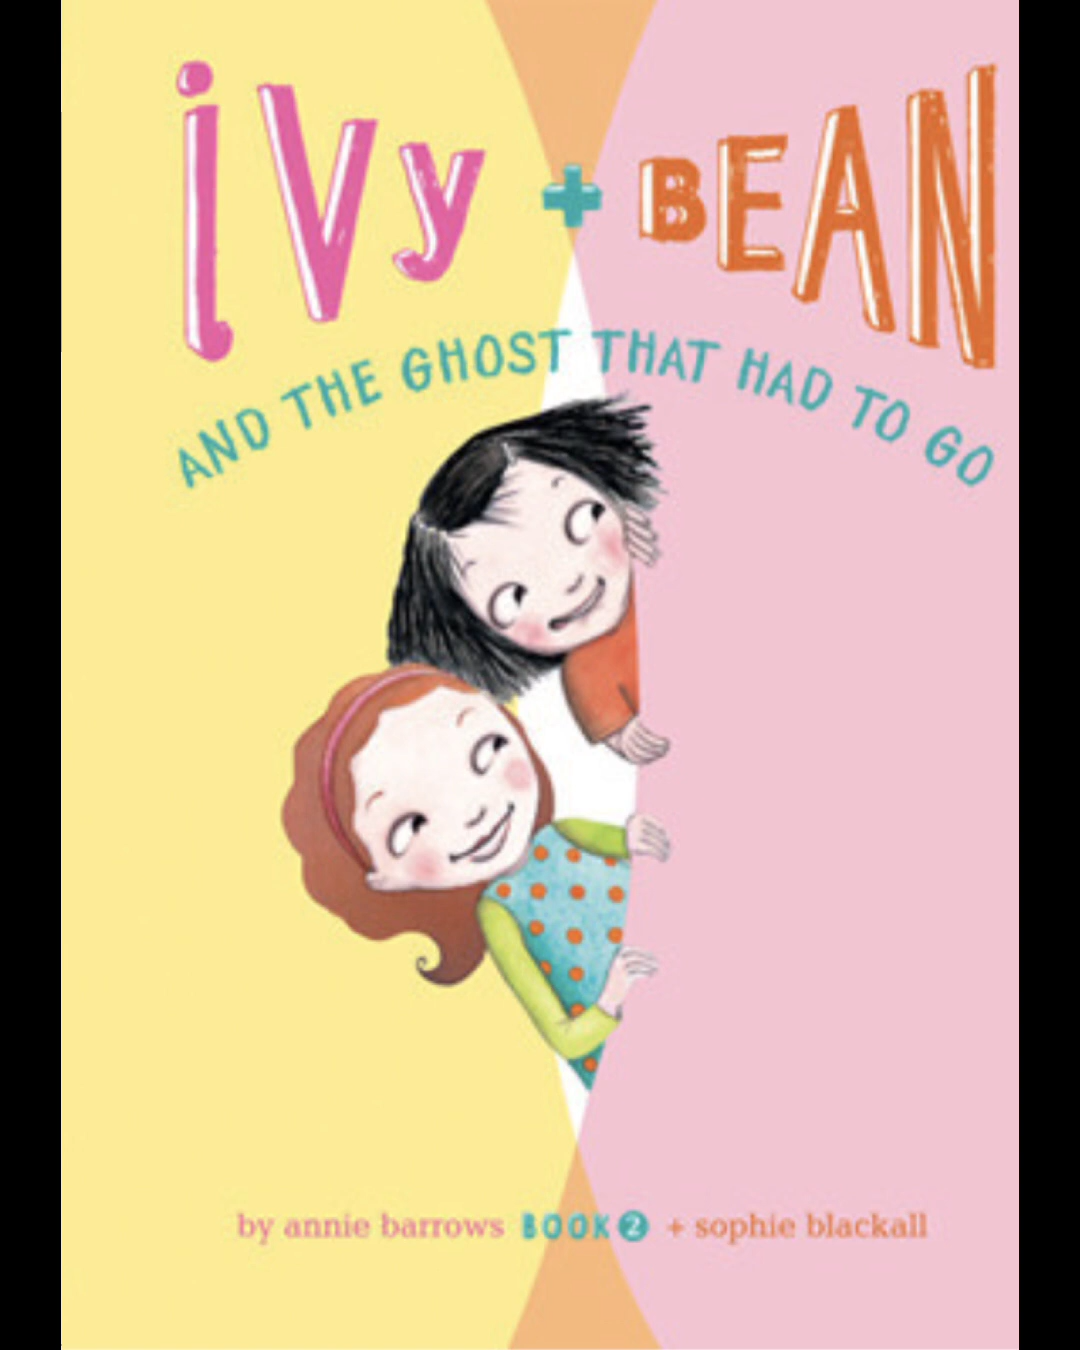 iVy + BEAN
AND THE GHOST THAT HAD TO GO
by annie barrows BOOK 2 + sophie blackall